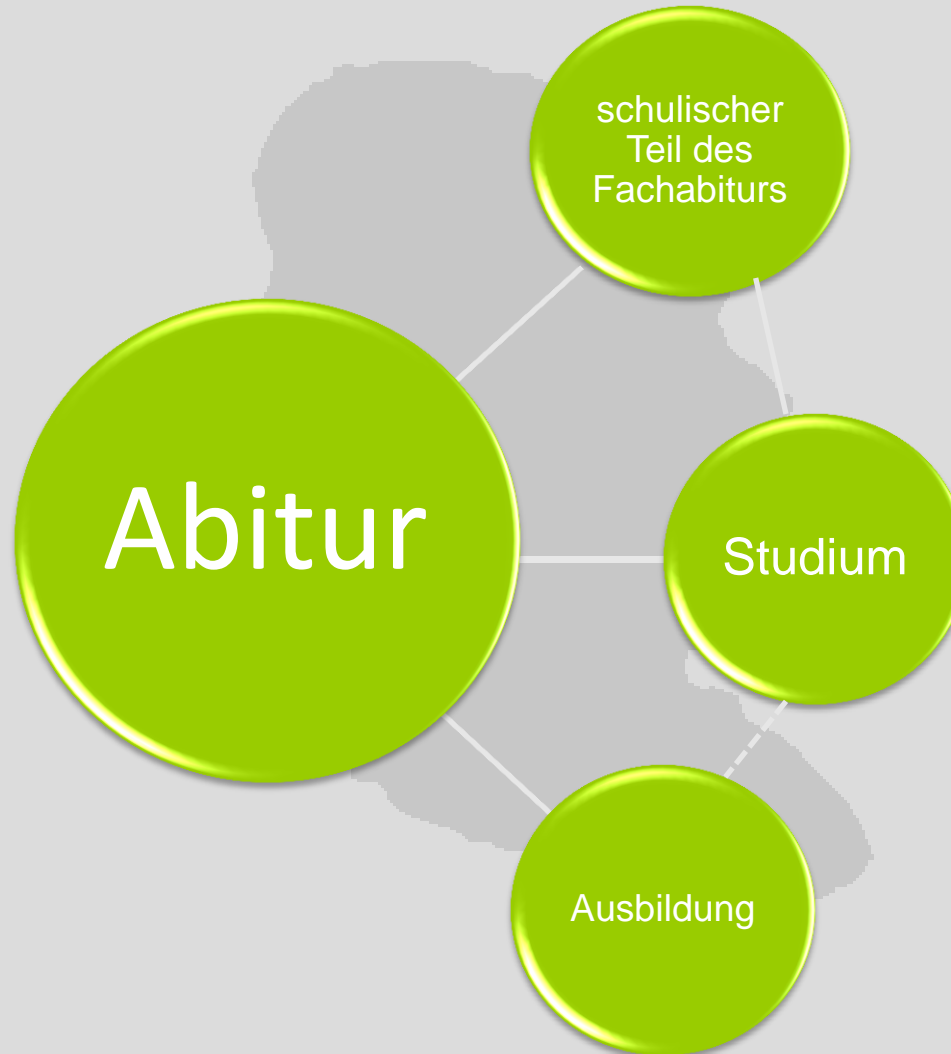 schulischer
Teil des
Fachabiturs
Abitur
Studium
Ausbildung